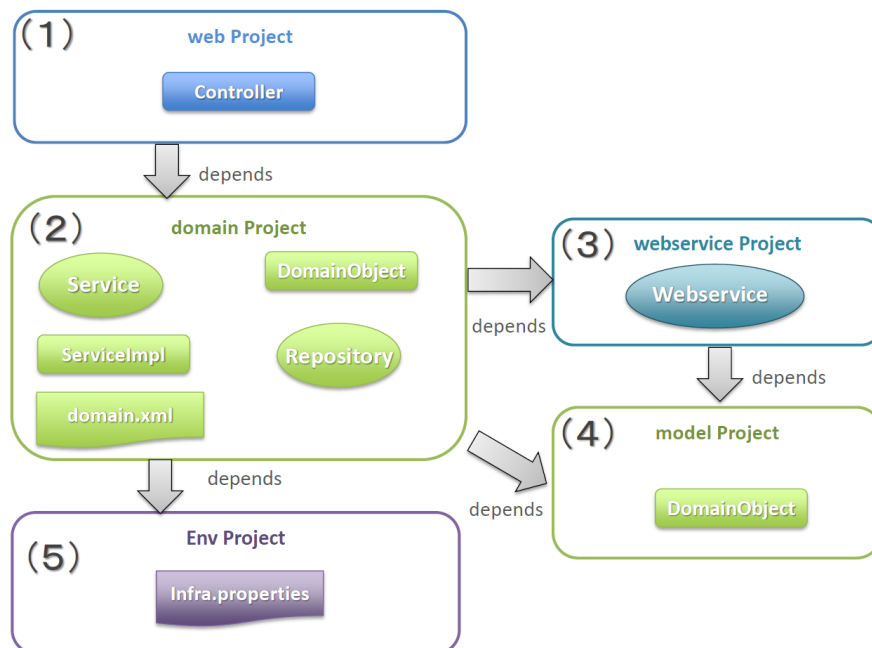 (1)
web Project
Controller
depends
(2)
domain Project
Service
DomainObject
ServiceImpl
Repository
domain.xml
depends
(3)
webservice Project
Webservice
depends
depends
(4)
model Project
DomainObject
depends
(5)
Env Project
Infra.properties